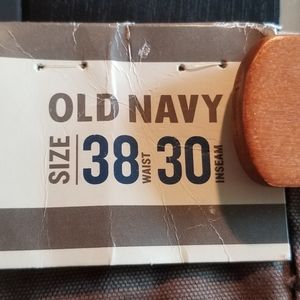 OLD NAVY
SIZE 38 WAIST 30 INSEAM